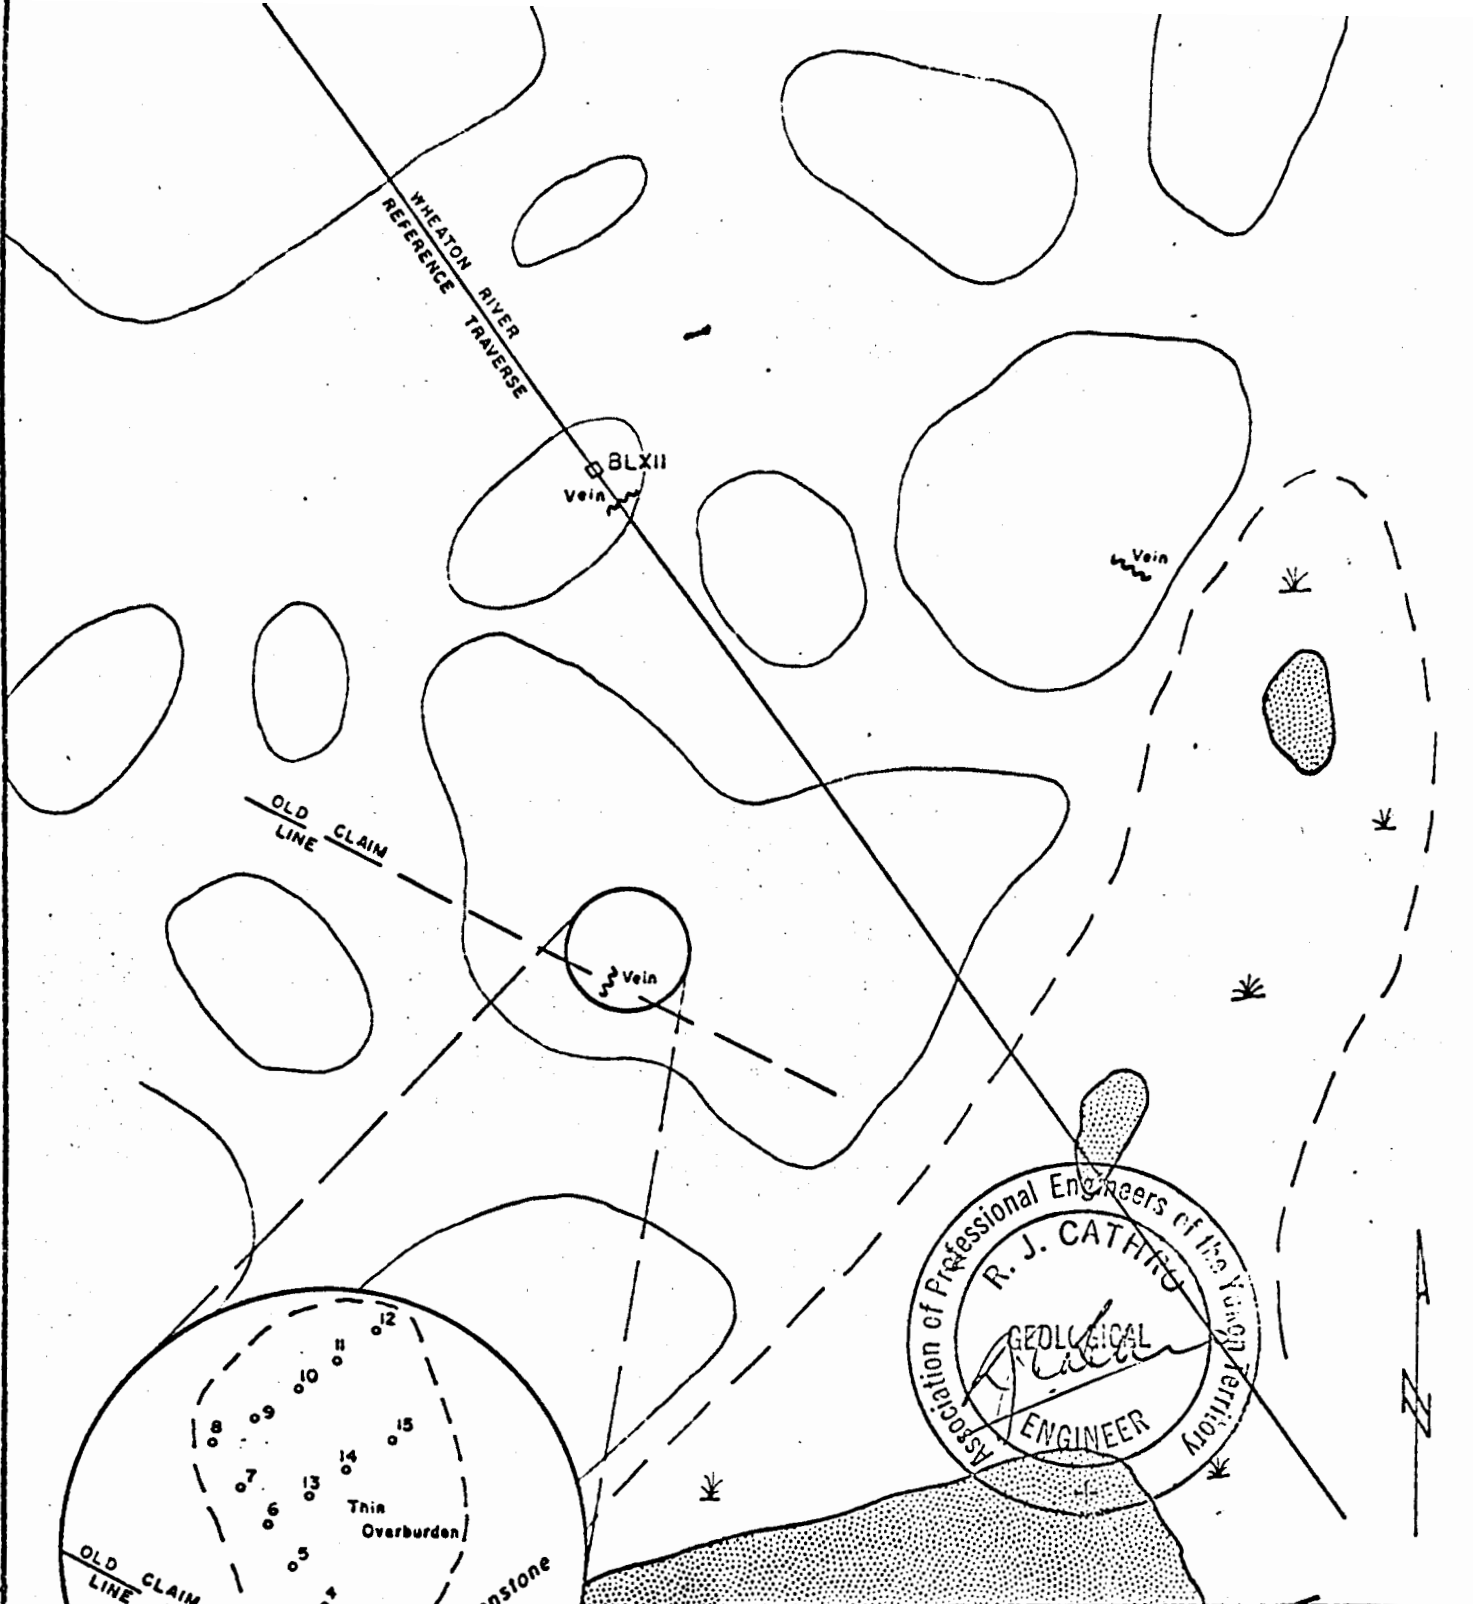 WHEATON RIVER
REFERENCE TRAVERSE
BLXII
Vein
Vein
OLD CLAIM
LINE
Vein
Association of Professional Engineers of the Yukon Territory
R. J. CATHRO
GEOLOGICAL
ENGINEER
12
11
10
9
8
15
14
7
13
6
Thin
Overburden
5
4
OLD CLAIM
LINE
nstone
N